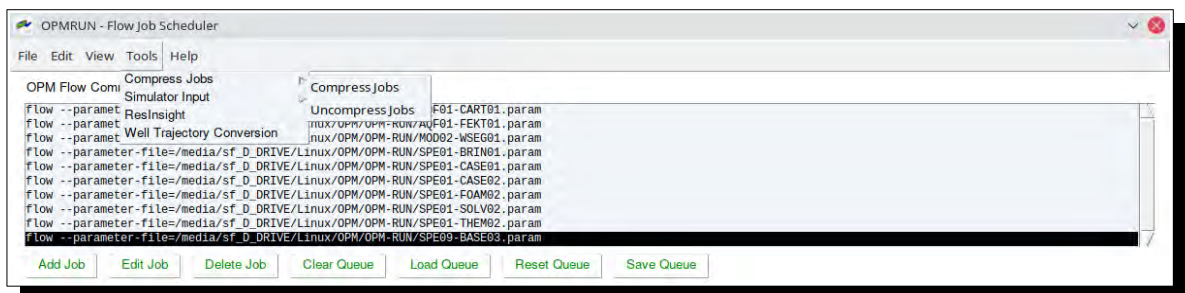 OPMRUN - Flow Job Scheduler
File Edit View Tools Help
OPM Flow Com
Compress Jobs
Simulator Input
ResInsight
Well Trajectory Conversion
Compress Jobs
Uncompress Jobs
flow --paramet F01-CART01.param
flow --paramet nux/OPM/OPM-RUN/AQF01-FEKT01.param
flow --paramet nux/OPM/OPM-RUN/MOD02-WSEG01.param
flow --parameter-file=/media/sf_D_DRIVE/Linux/OPM/OPM-RUN/SPE01-BRIN01.param
flow --parameter-file=/media/sf_D_DRIVE/Linux/OPM/OPM-RUN/SPE01-CASE01.param
flow --parameter-file=/media/sf_D_DRIVE/Linux/OPM/OPM-RUN/SPE01-CASE02.param
flow --parameter-file=/media/sf_D_DRIVE/Linux/OPM/OPM-RUN/SPE01-FOAM02.param
flow --parameter-file=/media/sf_D_DRIVE/Linux/OPM/OPM-RUN/SPE01-SOLV02.param
flow --parameter-file=/media/sf_D_DRIVE/Linux/OPM/OPM-RUN/SPE01-THEM02.param
flow --parameter-file=/media/sf_D_DRIVE/Linux/OPM/OPM-RUN/SPE09-BASE03.param
Add Job Edit Job Delete Job Clear Queue Load Queue Reset Queue Save Queue